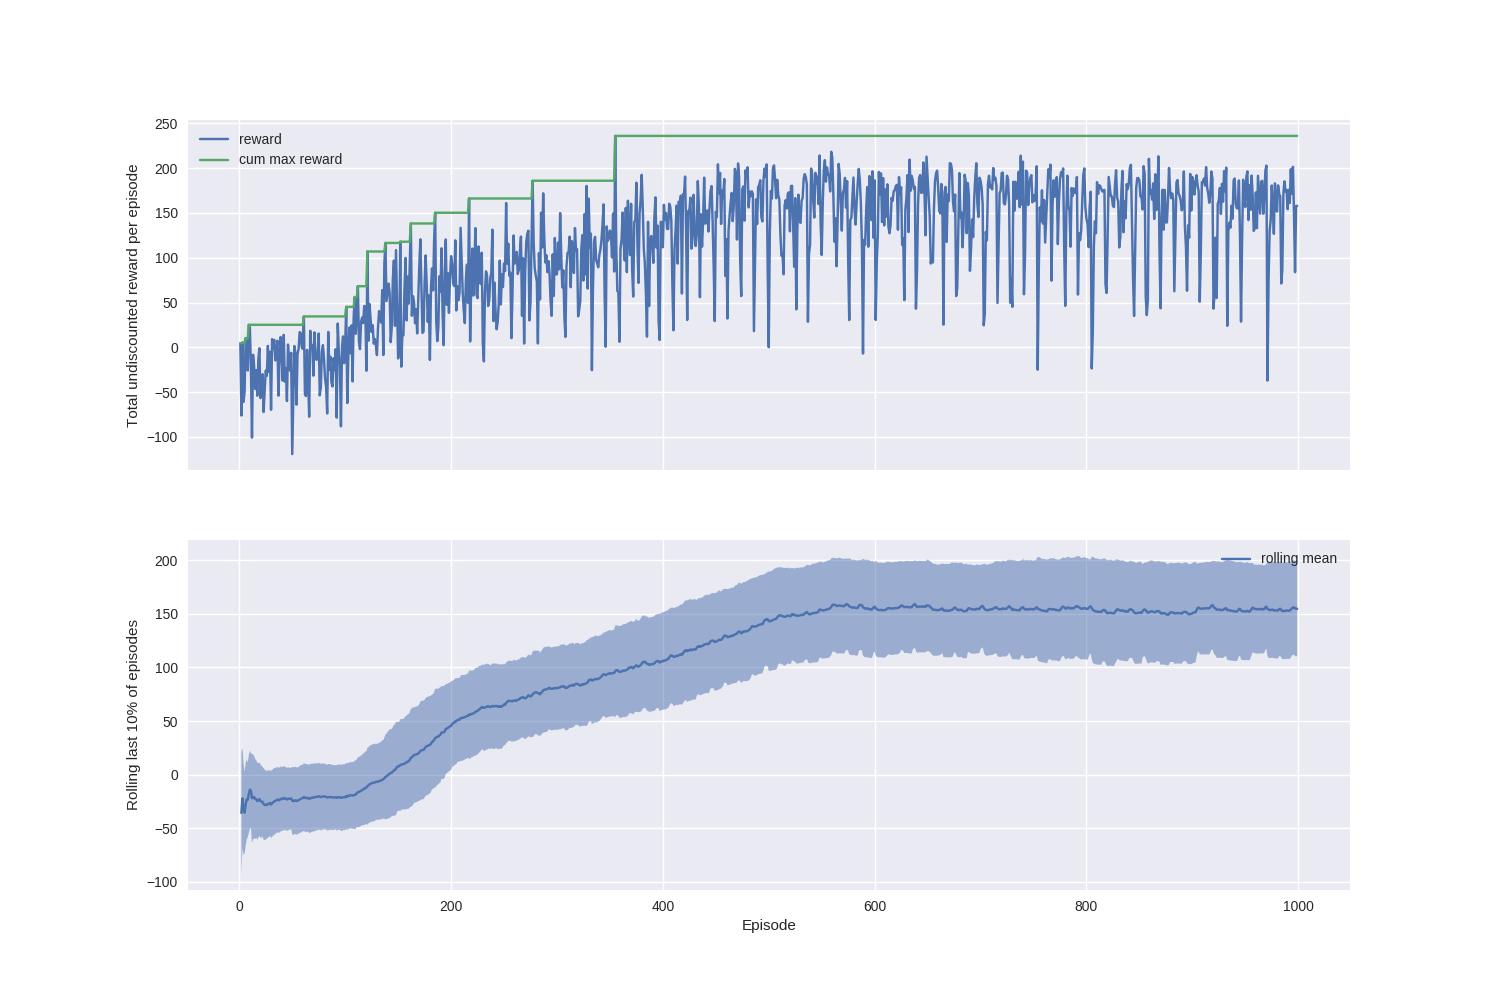 Total undiscounted reward per episode
250
200
150
100
50
0
−50
−100
reward
cum max reward
Rolling last 10% of episodes
200
150
100
50
0
−50
−100
rolling mean
0 200 400 600 800 1000
Episode